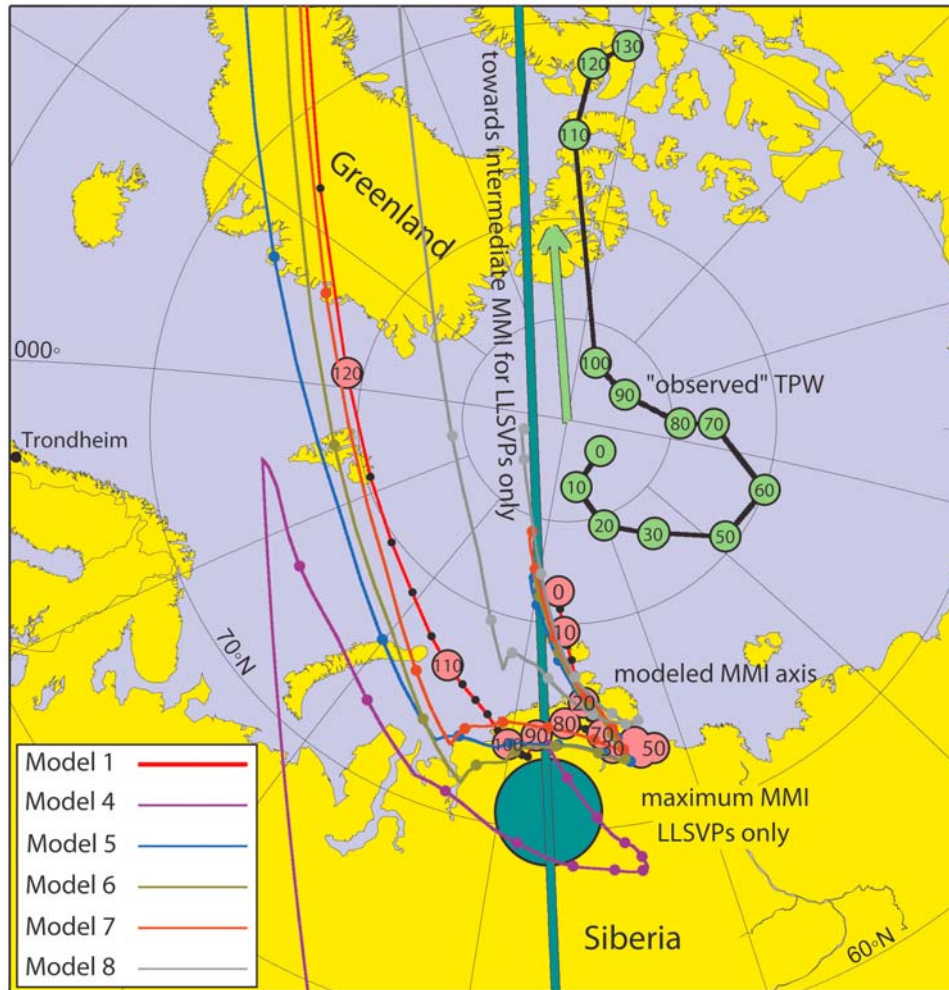 130
120
110
Greenland
towards intermediate MMI for LLSVPs only
000°
100
"observed" TPW
90
120
80
70
Trondheim
0
60
10
20
30
50
0
10
70°N
110
modeled MMI axis
20
80
90
70
100
30
50
Model 1
maximum MMI
LLSVPs only
Model 4
Model 5
Model 6
Model 7
Siberia
Model 8
60°N